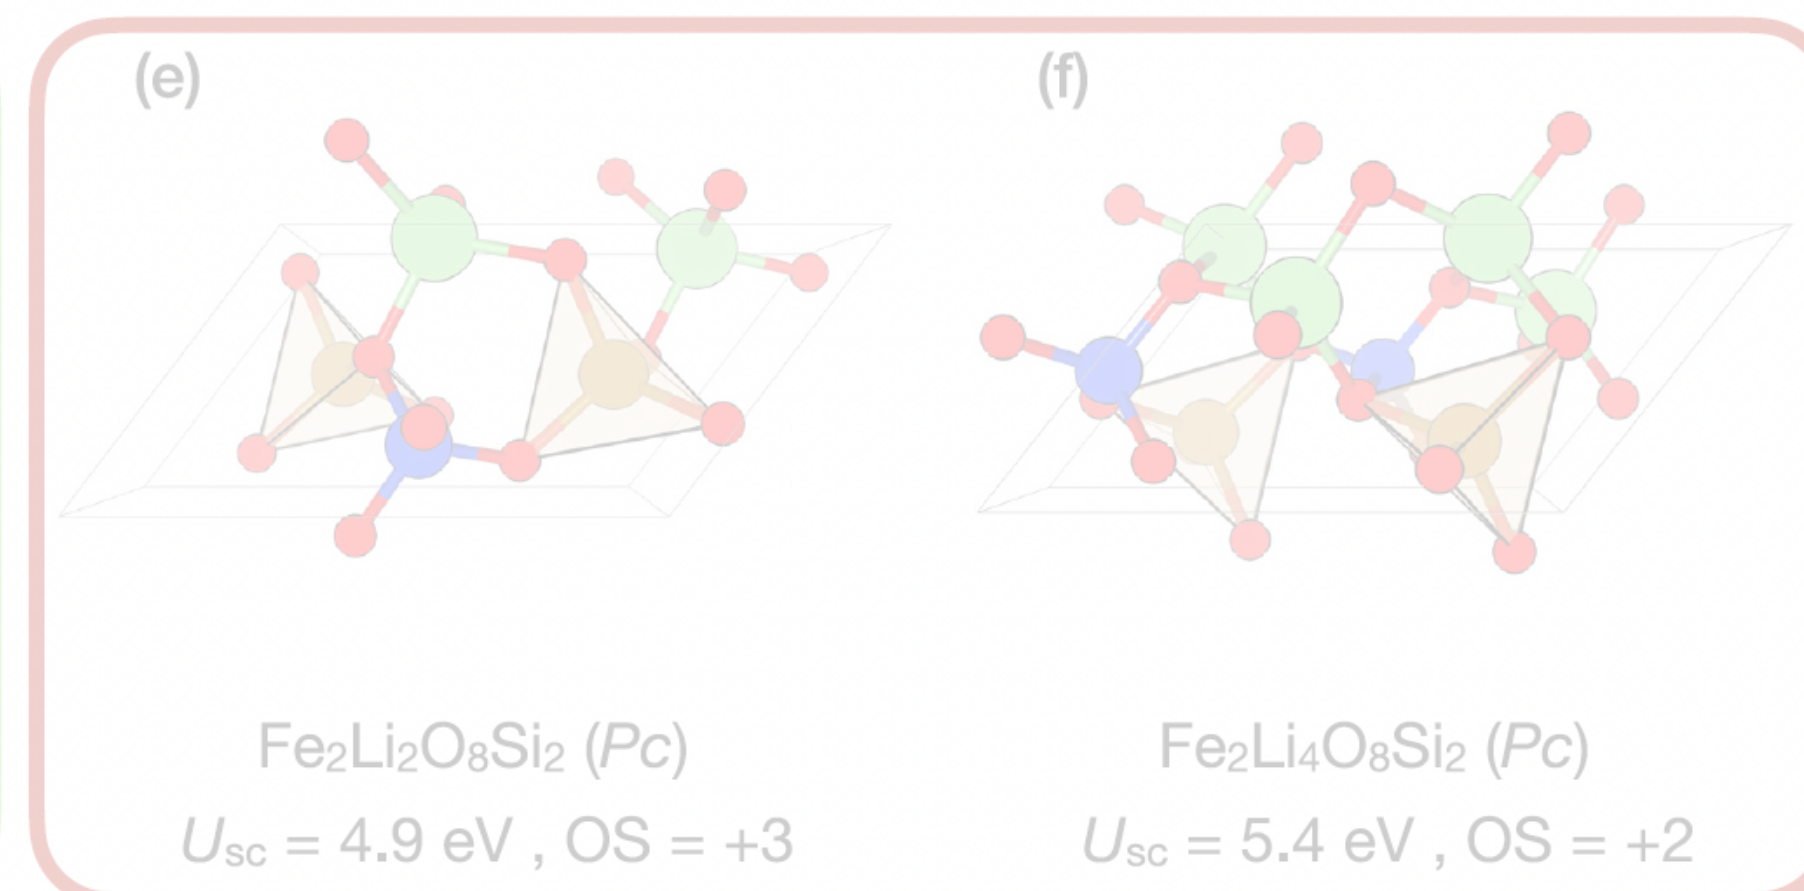 (e)
(f)
Fe₂Li₂O₈Si₂ (Pc)
Fe₂Li₄O₈Si₂ (Pc)
Usc = 4.9 eV , OS = +3
Usc = 5.4 eV , OS = +2